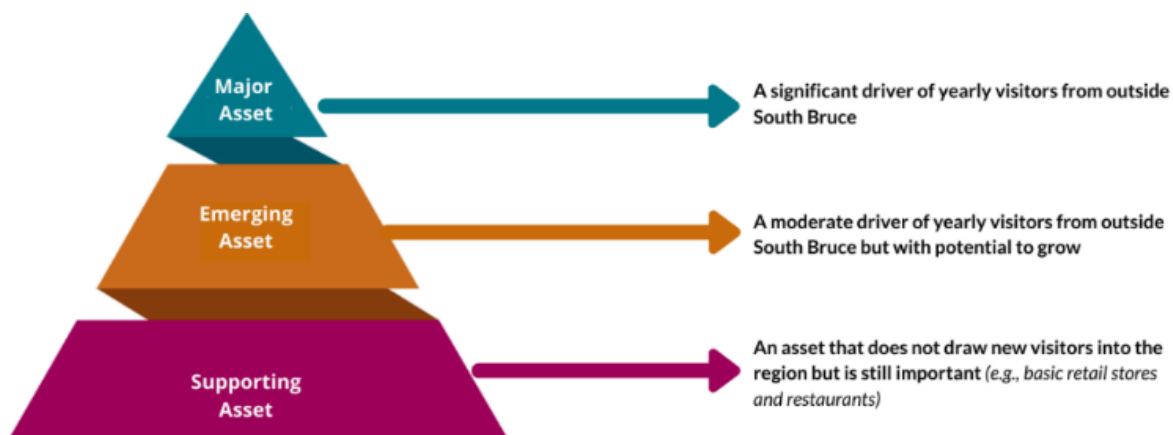 Major
Asset
A significant driver of yearly visitors from outside
South Bruce
Emerging
Asset
A moderate driver of yearly visitors from outside
South Bruce but with potential to grow
Supporting
Asset
An asset that does not draw new visitors into the
region but is still important (e.g., basic retail stores
and restaurants)